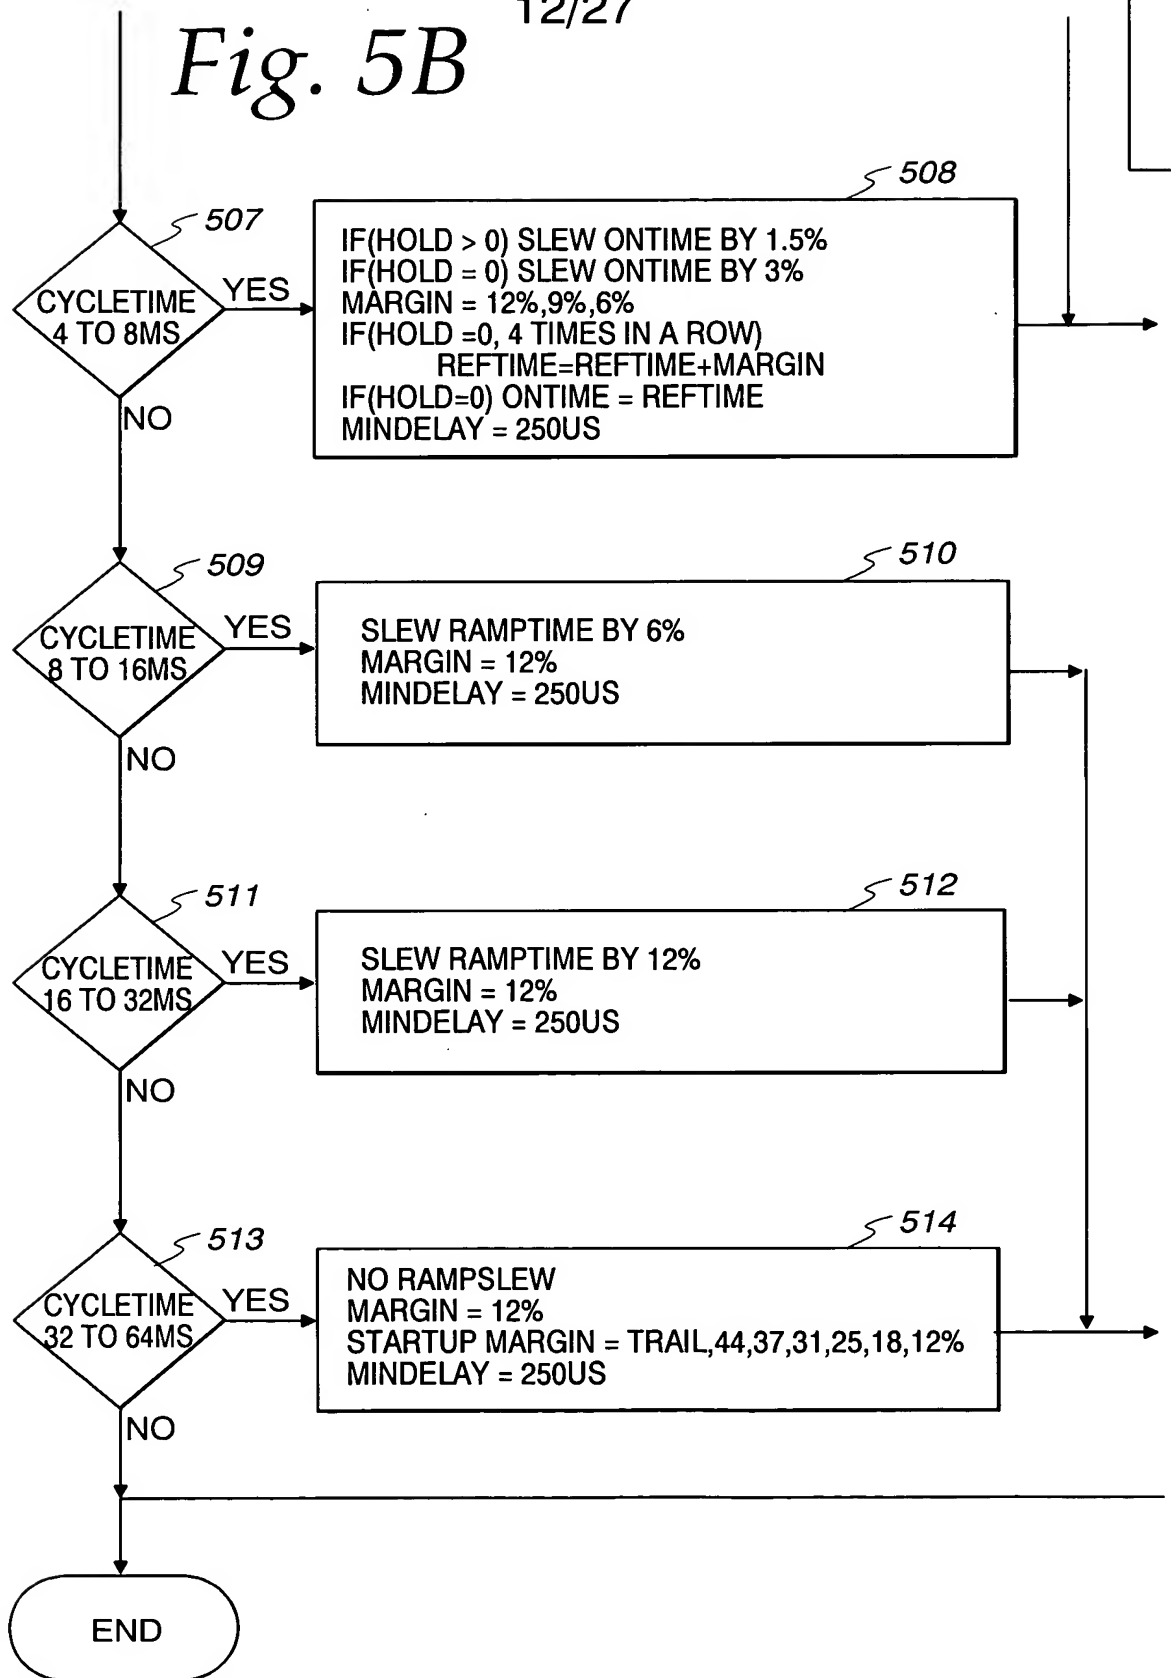 12/27
Fig. 5B
507
CYCLETIME
4 TO 8MS
YES
NO
508
IF(HOLD > 0) SLEW ONTIME BY 1.5%
IF(HOLD = 0) SLEW ONTIME BY 3%
MARGIN = 12%,9%,6%
IF(HOLD =0, 4 TIMES IN A ROW)
REFTIME=REFTIME+MARGIN
IF(HOLD=0) ONTIME = REFTIME
MINDELAY = 250US
509
CYCLETIME
8 TO 16MS
YES
NO
510
SLEW RAMPTIME BY 6%
MARGIN = 12%
MINDELAY = 250US
511
CYCLETIME
16 TO 32MS
YES
NO
512
SLEW RAMPTIME BY 12%
MARGIN = 12%
MINDELAY = 250US
513
CYCLETIME
32 TO 64MS
YES
NO
514
NO RAMPSLEW
MARGIN = 12%
STARTUP MARGIN = TRAIL,44,37,31,25,18,12%
MINDELAY = 250US
END